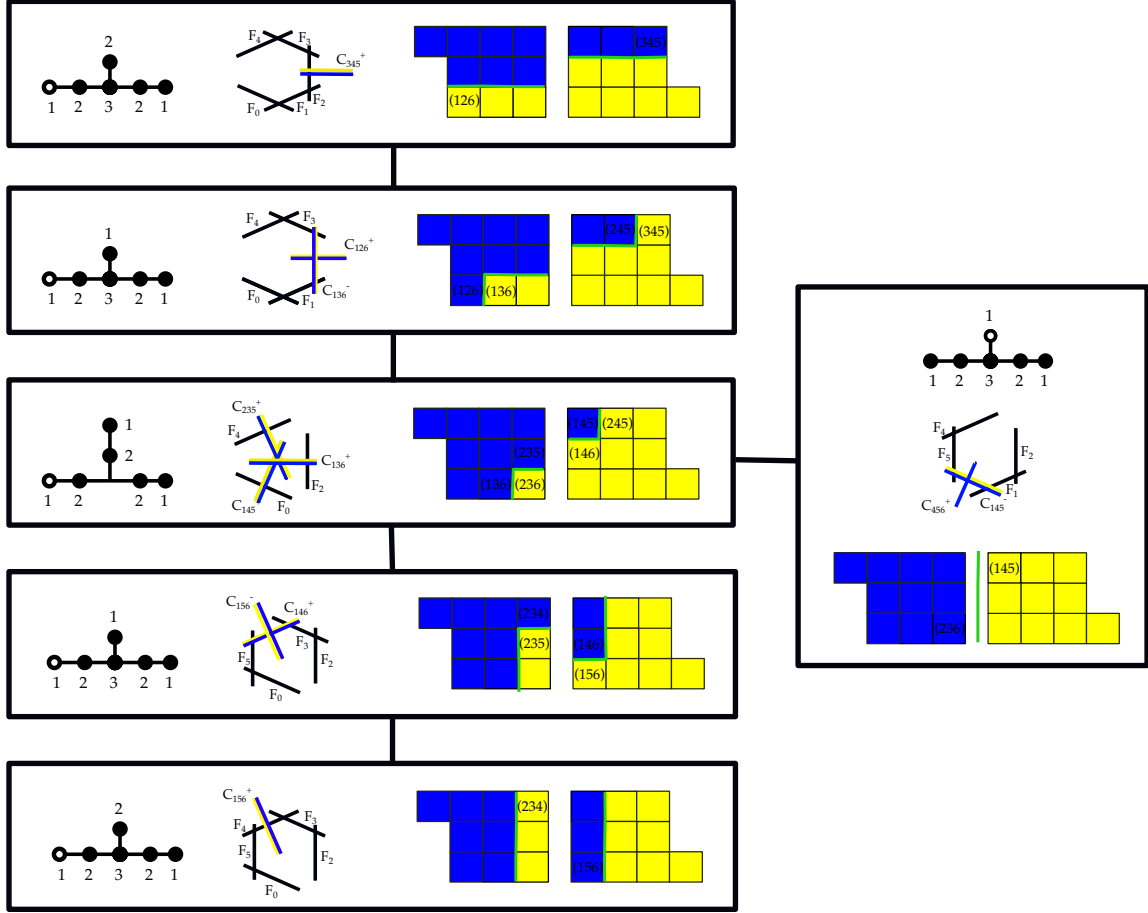 2
1 2 3 2 1
F₄ F₃
C₃₄₅⁺
F₂
F₀ F₁
(345)
(126)
1
1 2 3 2 1
F₄ F₃
C₁₂₆⁺
C₁₃₆⁻
F₀ F₁
(245) (345)
(126) (136)
1
2
1 2 2 1
C₂₃₅⁺
F₄
C₁₃₆⁺
F₂
C₁₄₅
F₀
(145) (245)
(235) (146)
(136) (236)
1
1 2 3 2 1
F₄
F₅ F₂
F₁
C₄₅₆⁺ C₁₄₅⁻
(145)
(236)
1
1 2 3 2 1
C₁₅₆⁻ C₁₄₆⁺
F₃
F₅ F₂
F₀
(234)
(235) (146)
(156)
2
1 2 3 2 1
C₁₅₆⁺
F₄ F₃
F₅ F₂
F₀
(234)
(156)